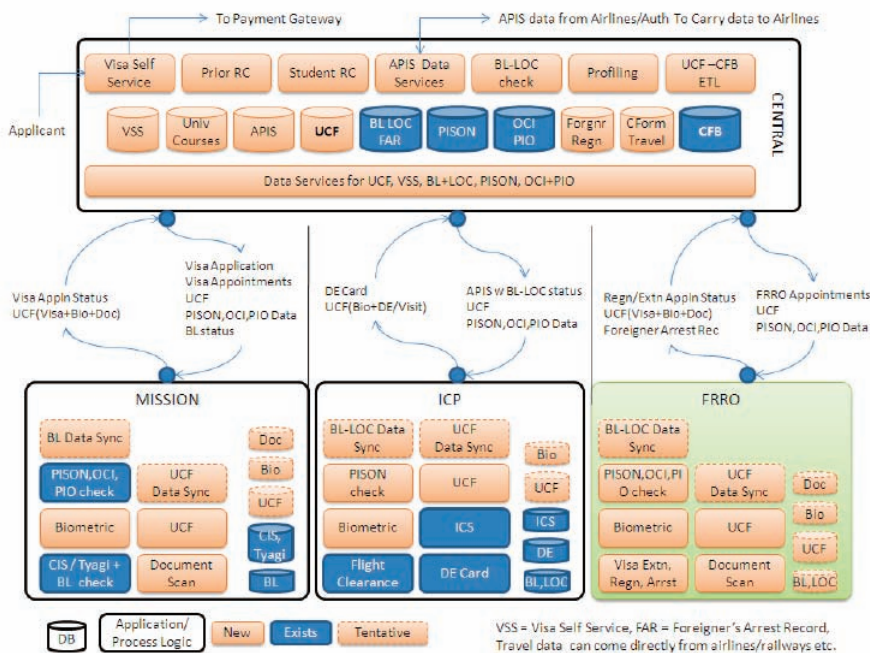 To Payment Gateway
APIS data from Airlines/Auth To Carry data to Airlines
Applicant
Visa Self
Service
Prior RC
Student RC
APIS Data
Services
BL-LOC
check
Profiling
UCF –CFB
ETL
CENTRAL
VSS
Univ
Courses
APIS
UCF
BL LOC
FAR
PISON
OCI
PIO
Forgnr
Regn
CForm
Travel
CFB
Data Services for UCF, VSS, BL+LOC, PISON, OCI+PIO
Visa Appln Status
UCF(Visa+Bio+Doc)
Visa Application
Visa Appointments
UCF
PISON,OCI,PIO Data
BL status
DE Card
UCF(Bio+DE/Visit)
APIS w BL-LOC status
UCF
PISON,OCI,PIO Data
Regn/Extn Appln Status
UCF(Visa+Bio+Doc)
Foreigner Arrest Rec
FRRO Appointments
UCF
PISON,OCI,PIO Data
MISSION
BL Data Sync
PISON,OCI,
PIO check
UCF
Data Sync
Biometric
UCF
CIS / Tyagi +
BL check
Document
Scan
Doc
Bio
UCF
CIS,
Tyagi
BL
ICP
BL-LOC Data
Sync
UCF
Data Sync
PISON
check
UCF
Biometric
ICS
Flight
Clearance
DE Card
Bio
UCF
ICS
DE
BL,LOC
FRRO
BL-LOC Data
Sync
PISON,OCI,PI
O check
UCF
Data Sync
Biometric
UCF
Visa Extn,
Regn, Arrst
Document
Scan
Doc
Bio
UCF
BL,LOC
DB
Application/
Process Logic
New
Exists
Tentative
VSS = Visa Self Service, FAR = Foreigner's Arrest Record,
Travel data can come directly from airlines/railways etc.